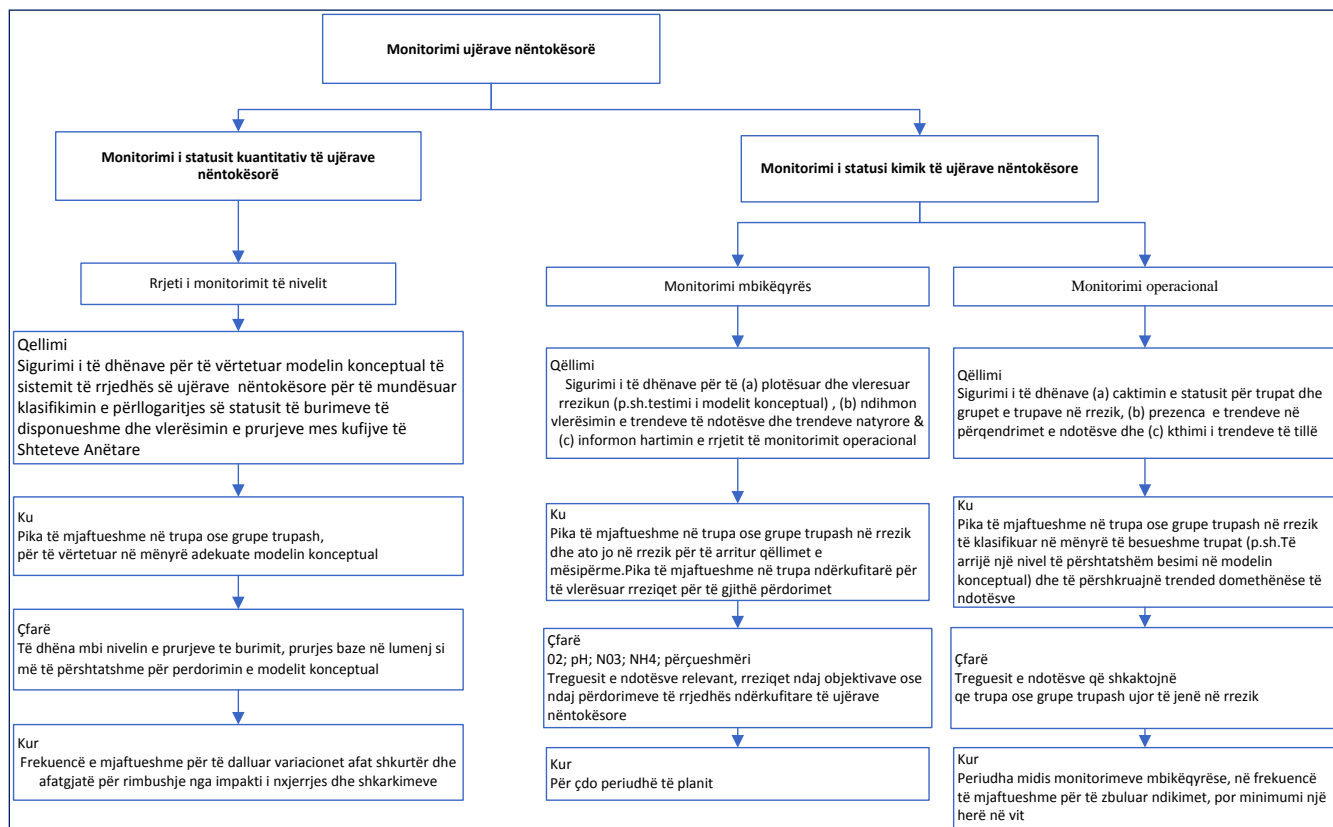 Monitorimi ujërave nëntokësorë
Monitorimi i statusit kuantitativ të ujërave
nëntokësorë
Monitorimi i statusi kimik të ujërave nëntokësore
Rrjeti i monitorimit të nivelit
Monitorimi mbikëqyrës
Monitorimi operacional
Qellimi
Sigurimi i të dhënave për të vërtetuar modelin konceptual të
sistemit të rrjedhës së ujërave nëntokësore për të mundësuar
klasifikimin e përllogaritjes së statusit të burimeve të
disponueshme dhe vlerësimin e prurjeve mes kufijve të
Shteteve Anëtare
Qëllimi
Sigurimi i të dhënave për të (a) plotësuar dhe vleresuar
rrezikun (p.sh.testimi i modelit konceptual) , (b) ndihmon
vlerësimin e trendeve të ndotësve dhe trendeve natyrore &
(c) informon hartimin e rrjetit të monitorimit operacional
Qëllimi
Sigurimi i të dhënave (a) caktimin e statusit për trupat dhe
grupet e trupave në rrezik, (b) prezenca e trendeve në
përqendrimet e ndotësve dhe (c) kthimi i trendeve të tillë
Ku
Pika të mjaftueshme në trupa ose grupe trupash,
për të vërtetuar në mënyrë adekuate modelin konceptual
Ku
Pika të mjaftueshme në trupa ose grupe trupash në rrezik
dhe ato jo në rrezik për të arritur qëllimet e
mësipërme.Pika të mjaftueshme në trupa ndërkufitarë për
të vlerësuar rreziqet për të gjithë përdorimet
Ku
Pika të mjaftueshme në trupa ose grupe trupash në rrezik
të klasifikuar në mënyrë të besueshme trupat (p.sh.Të
arrijë një nivel të përshtatshëm besimi në modelin
konceptual) dhe të përshkruajnë trended domethënëse të
ndotësve
Çfarë
Të dhëna mbi nivelin e prurjeve te burimit, prurjes baze në lumenj si
më të përshtatshme për perdorimin e modelit konceptual
Çfarë
02; pH; N03; NH4; përçueshmëri
Treguesit e ndotësve relevant, rreziqet ndaj objektivave ose
ndaj përdorimeve të rrjedhës ndërkufitare të ujërave
nëntokësore
Çfarë
Treguesit e ndotësve që shkaktojnë
qe trupa ose grupe trupash ujor të jenë në rrezik
Kur
Frekuencë e mjaftueshme për të dalluar variacionet afat shkurtër dhe
afatgjatë për rimbushje nga impakti i nxjerrjes dhe shkarkimeve
Kur
Për çdo periudhë të planit
Kur
Periudha midis monitorimeve mbikëqyrëse, në frekuencë
të mjaftueshme për të zbuluar ndikimet, por minimumi një
herë në vit